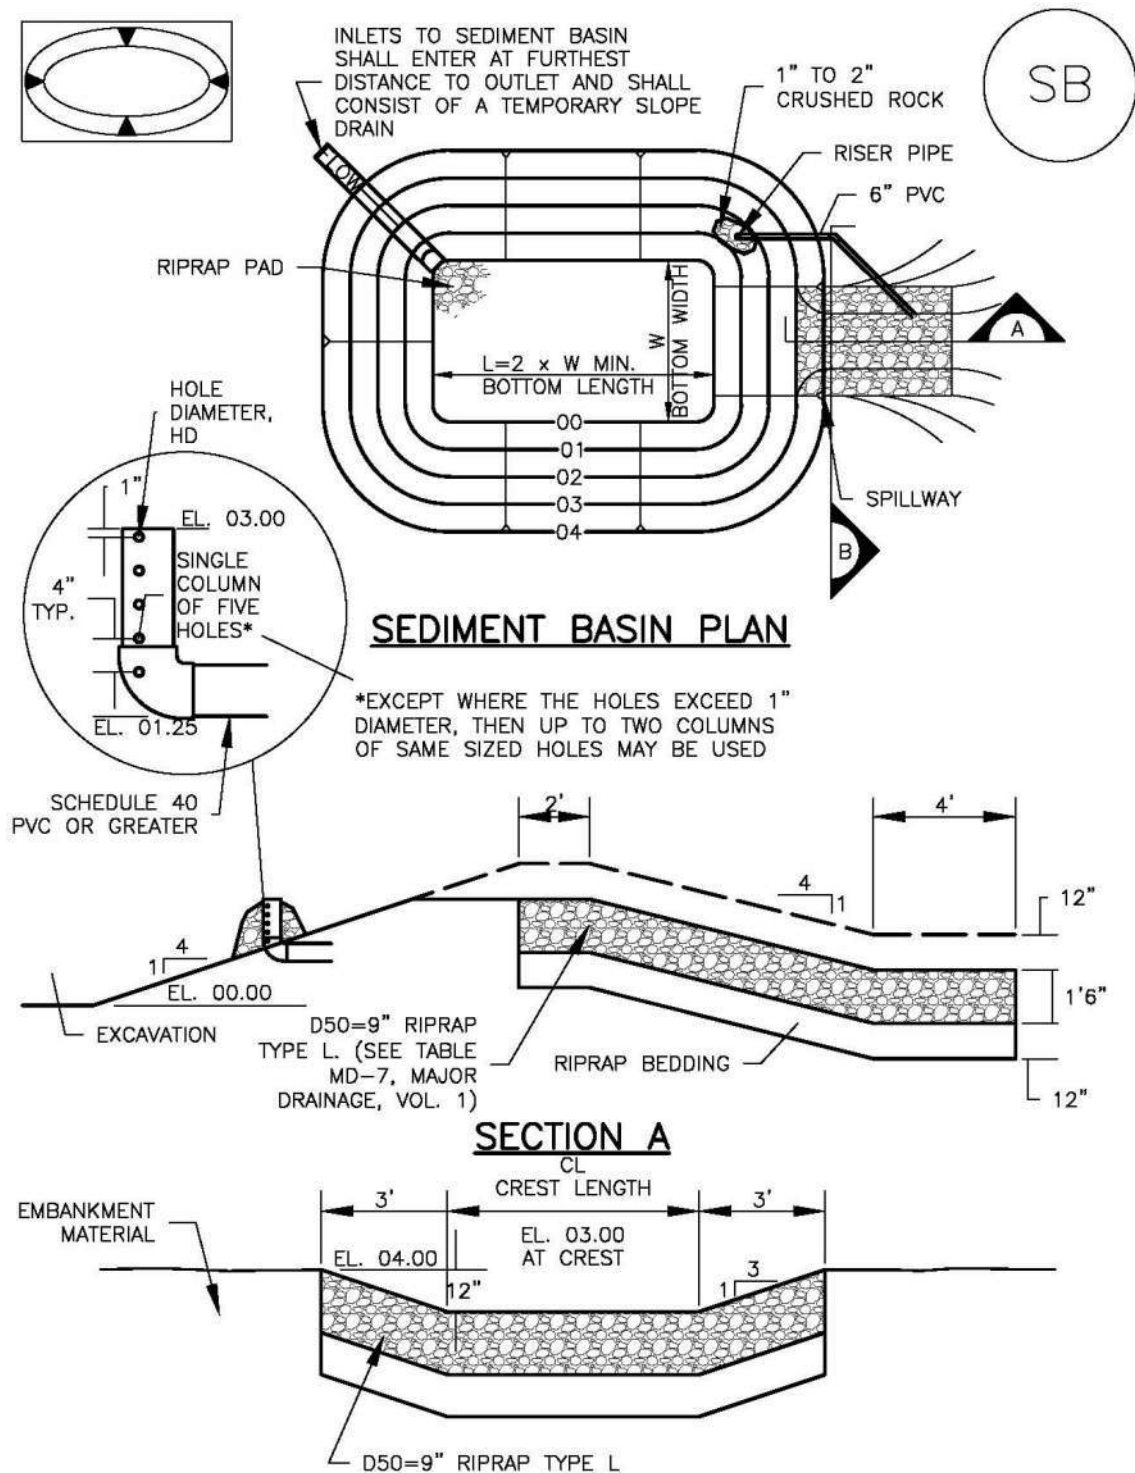 INLETS TO SEDIMENT BASIN
SHALL ENTER AT FURTHEST
DISTANCE TO OUTLET AND SHALL
CONSIST OF A TEMPORARY SLOPE
DRAIN
1" TO 2"
CRUSHED ROCK
SB
RISER PIPE
6" PVC
FLOW
RIPRAP PAD
W
BOTTOM WIDTH
L=2 x W MIN.
BOTTOM LENGTH
A
HOLE
DIAMETER,
HD
00
01
02
03
04
SPILLWAY
B
1"
EL. 03.00
SINGLE
COLUMN
OF FIVE
HOLES*
4"
TYP.
EL. 01.25
SEDIMENT BASIN PLAN
*EXCEPT WHERE THE HOLES EXCEED 1"
DIAMETER, THEN UP TO TWO COLUMNS
OF SAME SIZED HOLES MAY BE USED
SCHEDULE 40
PVC OR GREATER
2'
4'
4
1
12"
4
1
EL. 00.00
1'6"
EXCAVATION
D50=9" RIPRAP
TYPE L. (SEE TABLE
MD-7, MAJOR
DRAINAGE, VOL. 1)
RIPRAP BEDDING
12"
SECTION A
CL
CREST LENGTH
3'
3'
EMBANKMENT
MATERIAL
EL. 04.00
EL. 03.00
AT CREST
12"
3
1
D50=9" RIPRAP TYPE L